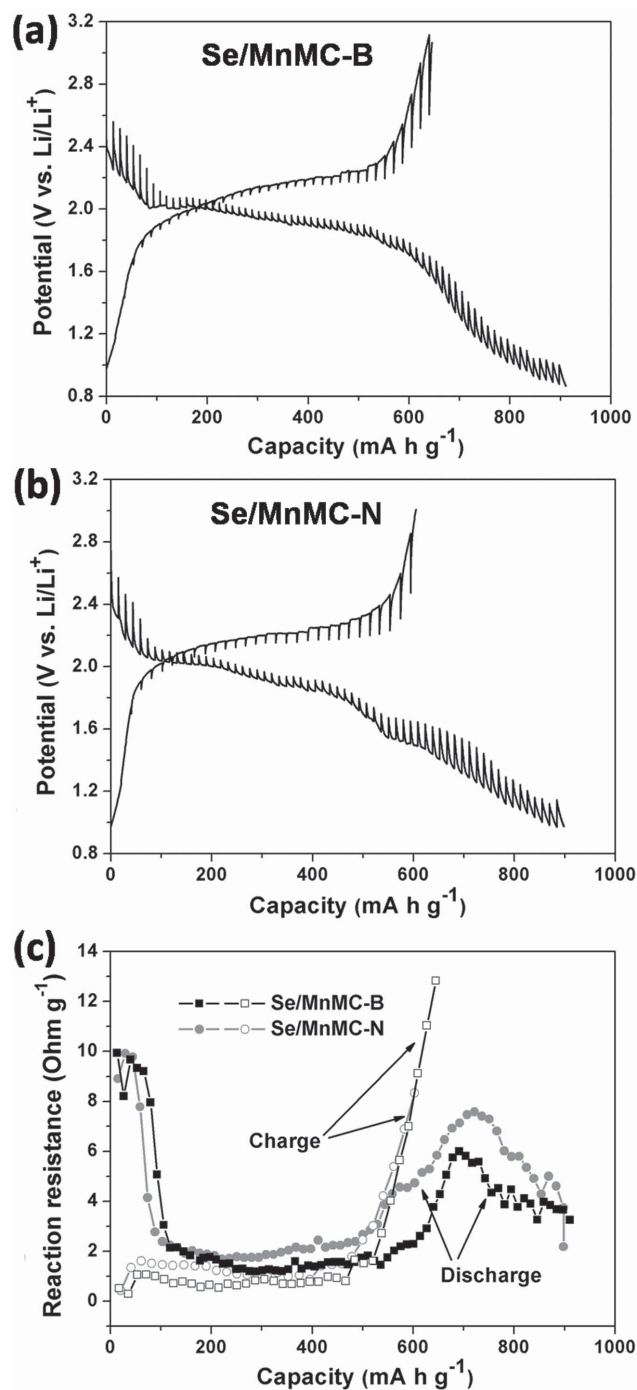 (a)
Se/MnMC-B
3.2
2.8
2.4
2.0
1.6
1.2
0.8
Potential (V vs. Li/Li+)
0 200 400 600 800 1000
Capacity (mA h g-1)
(b)
Se/MnMC-N
3.2
2.8
2.4
2.0
1.6
1.2
0.8
Potential (V vs. Li/Li+)
0 200 400 600 800 1000
Capacity (mA h g-1)
(c)
14
12
10
8
6
4
2
0
Reaction resistance (Ohm g-1)
Se/MnMC-B
Se/MnMC-N
Charge
Discharge
0 200 400 600 800 1000
Capacity (mA h g-1)